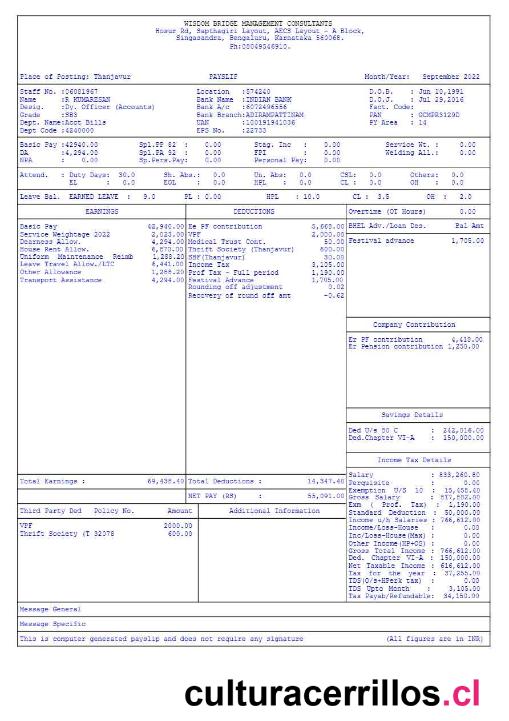 WISDOM BRIDGE MANAGEMENT CONSULTANTS
Hosur Rd, Sapthagiri Layout, AECS Layout - A Block,
Singasandra, Bengaluru, Karnataka 560068.
Ph:08049546910.
Place of Posting: Thanjavur PAYSLIP Month/Year: September 2022
Staff No. :06081967 Location :574240 D.O.B. : Jun 10,1991
Name :R KUMARESAN Bank Name :INDIAN BANK D.O.J. : Jul 29,2016
Desig. :Dy. Officer (Accounts) Bank A/c :6072496556 Fact. Code:
Grade :SB3 Bank Branch:ADIRAMPATTINAM PAN :GCMPR3129D
Dept. Name:Acct Bills UAN :100191941036 PY Area : 14
Dept Code :4240000 EPS No. :22733
Basic Pay :42940.00 Spl.PP S2 : 0.00 Stag. Inc : 0.00 Service Wt. : 0.00
DA :4,294.00 Spl.PA S2 : 0.00 FPI : 0.00 Welding All.: 0.00
NPA : 0.00 Sp.Pers.Pay: 0.00 Personal Pay: 0.00
Attend. : Duty Days: 30.0 Sh. Abs.: 0.0 Un. Abs: 0.0 CSL: 0.0 Others: 0.0
EL : 0.0 EOL : 0.0 HPL : 0.0 CL : 0.0 OH : 0.0
Leave Bal. EARNED LEAVE : 9.0 PL : 0.00 HPL : 10.0 CL : 3.5 OH : 2.0
EARNINGS DEDUCTIONS Overtime (OT Hours) 0.00
Basic Pay 42,940.00 Ee PF contribution 5,668.00 BHEL Adv./Loan Des. Bal Amt
Service Weightage 2022 2,023.00 VPF 2,000.00
Dearness Allow. 4,294.00 Medical Trust Cont. 50.00 Festival advance 1,705.00
House Rent Allow. 6,870.00 Thrift Society (Thanjavur) 600.00
Uniform Maintenance Reimb 1,288.20 SBF(Thanjavur) 30.00
Leave Travel Allow./LTC 6,441.00 Income Tax 3,105.00
Other Allowance 1,288.20 Prof Tax - Full period 1,190.00
Transport Assistance 4,294.00 Festival Advance 1,705.00
Rounding off adjustment 0.02
Recovery of round off amt -0.62
Company Contribution
Er PF contribution 4,418.00
Er Pension contribution 1,250.00
Savings Details
Ded U/s 80 C : 242,016.00
Ded.Chapter VI-A : 150,000.00
Income Tax Details
Total Earnings : 69,438.40 Total Deductions : 14,347.40
NET PAY (RS) : 55,091.00
Third Party Ded Policy No. Amount Additional Information
VPF 2000.00
Thrift Society (T 32078 600.00
Salary : 833,260.80
Perquisite : 0.00
Exemption U/S 10 : 15,458.40
Gross Salary : 817,802.00
Exm ( Prof. Tax) : 1,190.00
Standard Deduction : 50,000.00
Income u/h Salaries : 766,612.00
Income/Loss-House : 0.00
Inc/Loss-House(Max) : 0.00
Other Income(HP+OS) : 0.00
Gross Total Income : 766,612.00
Ded. Chapter VI-A : 150,000.00
Net Taxable Income : 616,612.00
Tax for the year : 37,255.00
TDS(O/s+HPerk tax) : 0.00
TDS Upto Month : 3,105.00
Tax Payab/Refundable: 34,150.00
Message General
Message Specific
This is computer generated payslip and does not require any signature (All figures are in INR)
culturacerrillos.cl